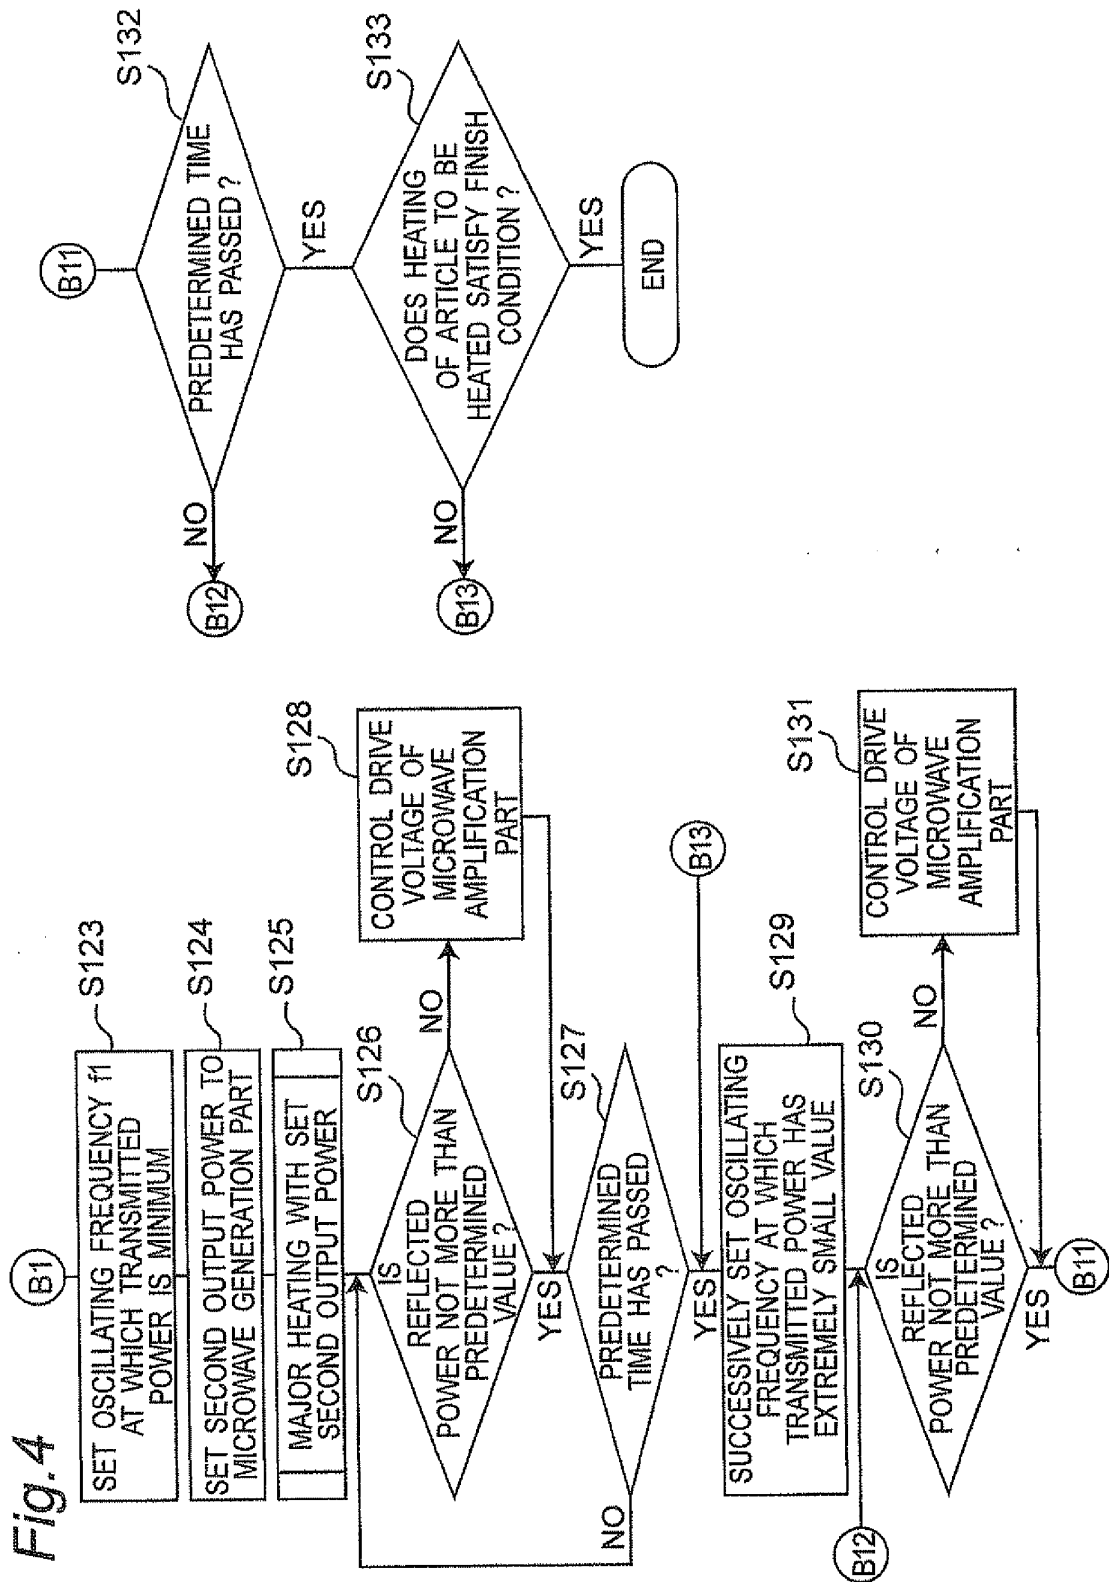 Fig.4
B1
SET OSCILLATING FREQUENCY f1
AT WHICH TRANSMITTED
POWER IS MINIMUM
S123
SET SECOND OUTPUT POWER TO
MICROWAVE GENERATION PART
S124
MAJOR HEATING WITH SET
SECOND OUTPUT POWER
S125
IS
REFLECTED
POWER NOT MORE THAN
PREDETERMINED
VALUE?
S126
NO
YES
CONTROL DRIVE
VOLTAGE OF
MICROWAVE
AMPLIFICATION
PART
S128
PREDETERMINED
TIME HAS PASSED
?
S127
NO
YES
B13
SUCCESSIVELY SET OSCILLATING
FREQUENCY AT WHICH
TRANSMITTED POWER HAS
EXTREMELY SMALL VALUE
S129
B12
IS
REFLECTED
POWER NOT MORE THAN
PREDETERMINED
VALUE?
S130
NO
YES
CONTROL DRIVE
VOLTAGE OF
MICROWAVE
AMPLIFICATION
PART
S131
B11
B11
PREDETERMINED TIME
HAS PASSED?
S132
NO
B12
YES
DOES HEATING
OF ARTICLE TO BE
HEATED SATISFY FINISH
CONDITION?
S133
NO
B13
YES
END